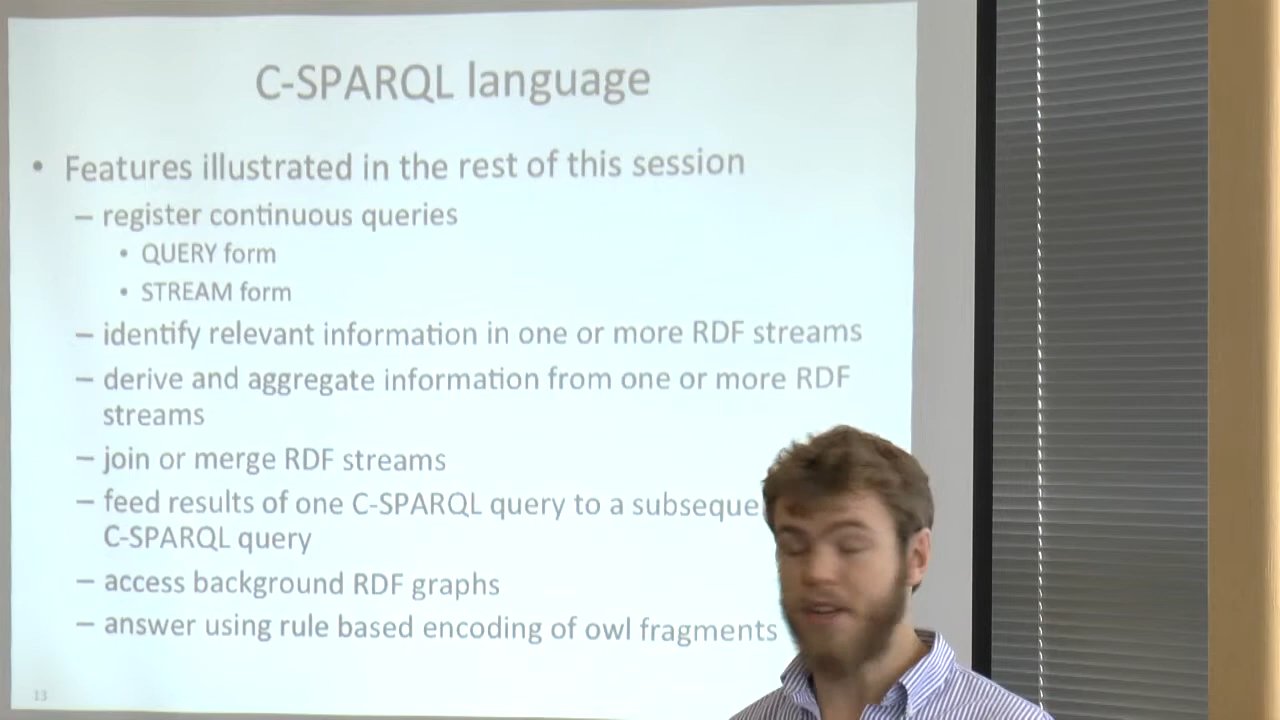 C-SPARQL language
• Features illustrated in the rest of this session
– register continuous queries
• QUERY form
• STREAM form
– identify relevant information in one or more RDF streams
– derive and aggregate information from one or more RDF
streams
– join or merge RDF streams
– feed results of one C-SPARQL query to a
C-SPARQL query
– access background RDF graphs
– answer using rule based encoding of owl fragments
13